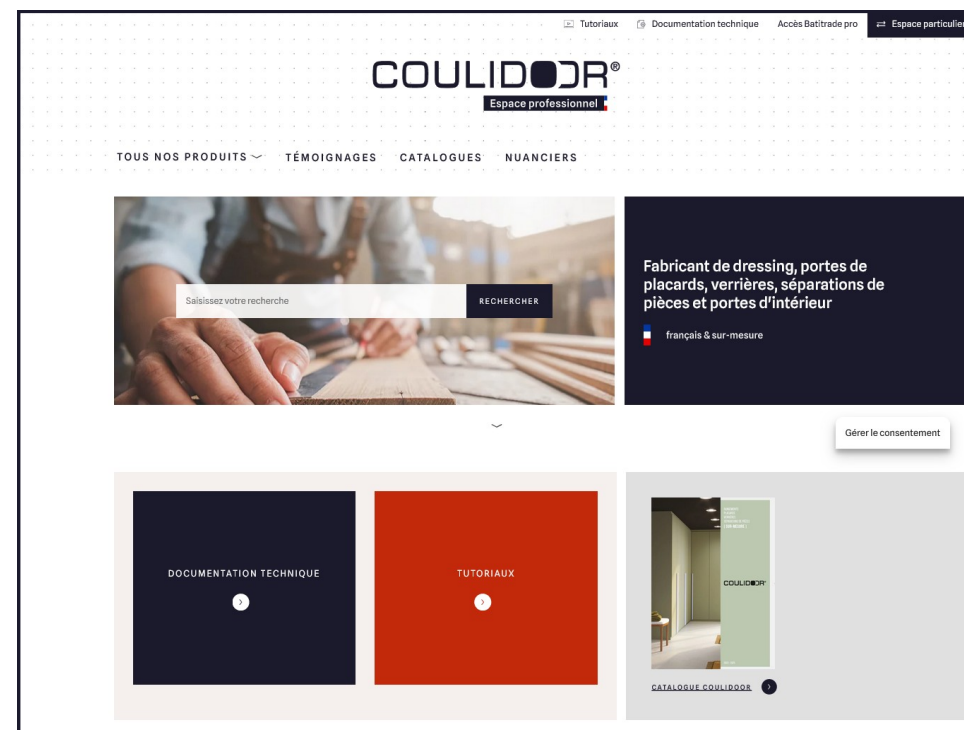 Tutoriaux
Documentation technique
Accès Batitrade pro
Espace particulier
COULIDOOR®
Espace professionnel
TOUS NOS PRODUITS
TÉMOIGNAGES
CATALOGUES
NUANCIERS
Saisissez votre recherche
RECHERCHER
Fabricant de dressing, portes de
placards, verrières, séparations de
pièces et portes d'intérieur
français & sur-mesure
Gérer le consentement
DOCUMENTATION TECHNIQUE
TUTORIAUX
COULIDOOR®
CATALOGUE COULIDOOR